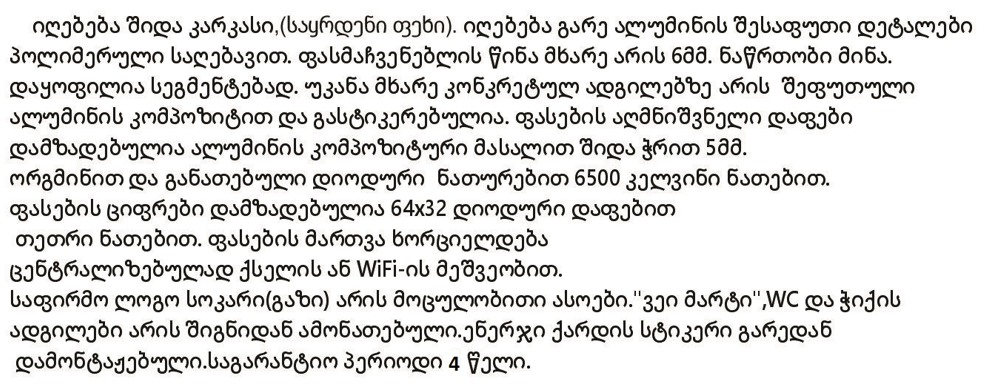 იღებება შიდა კარკასი,(საყრდენი ფეხი). იღებება გარე ალუმინის შესაფუთი დეტალები
პოლიმერული საღებავით. ფასმაჩვენებლის წინა მხარე არის 6მმ. ნაწრთობი მინა.
დაყოფილია სეგმენტებად. უკანა მხარე კონკრეტულ ადგილებზე არის შეფუთული
ალუმინის კომპოზიტით და გასტიკერებულია. ფასების აღმნიშვნელი დაფები
დამზადებულია ალუმინის კომპოზიტური მასალით შიდა ჭრით 5მმ.
ორგმინით და განათებული დიოდური ნათურებით 6500 კელვინი ნათებით.
ფასების ციფრები დამზადებულია 64x32 დიოდური დაფებით
თეთრი ნათებით. ფასების მართვა ხორციელდება
ცენტრალიზებულად ქსელის ან WiFi-ის მეშვეობით.
საფირმო ლოგო სოკარი(გაზი) არის მოცულობითი ასოები."ვეი მარტი",WC და ჭიქის
ადგილები არის შიგნიდან ამონათებული.ენერჯი ქარდის სტიკერი გარედან
დამონტაჟებული.საგარანტიო პერიოდი 4 წელი.